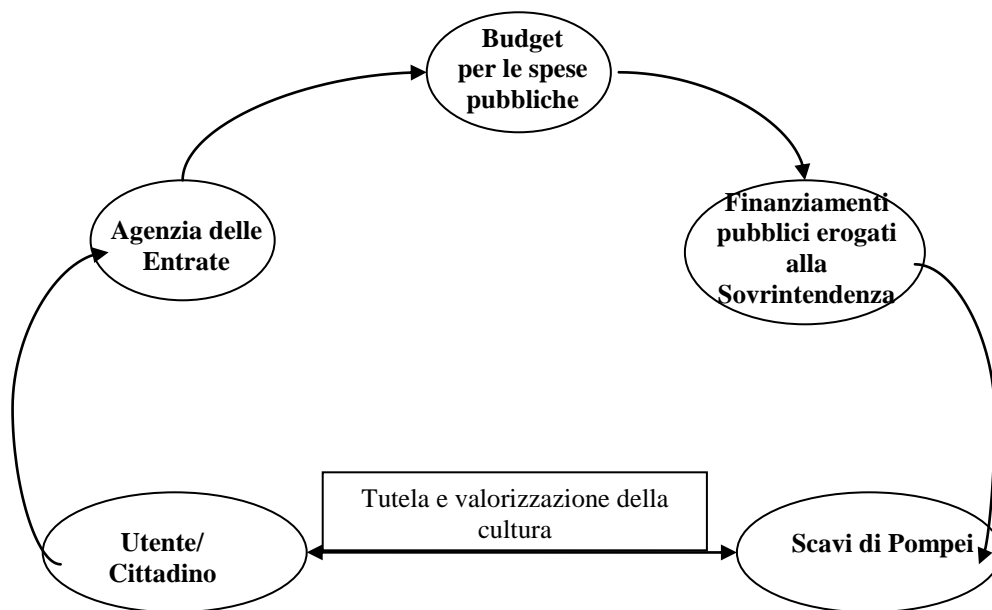 Budget
per le spese
pubbliche
Agenzia delle
Entrate
Finanziamenti
pubblici erogati
alla
Sovrintendenza
Tutela e valorizzazione della
cultura
Utente/
Cittadino
Scavi di Pompei